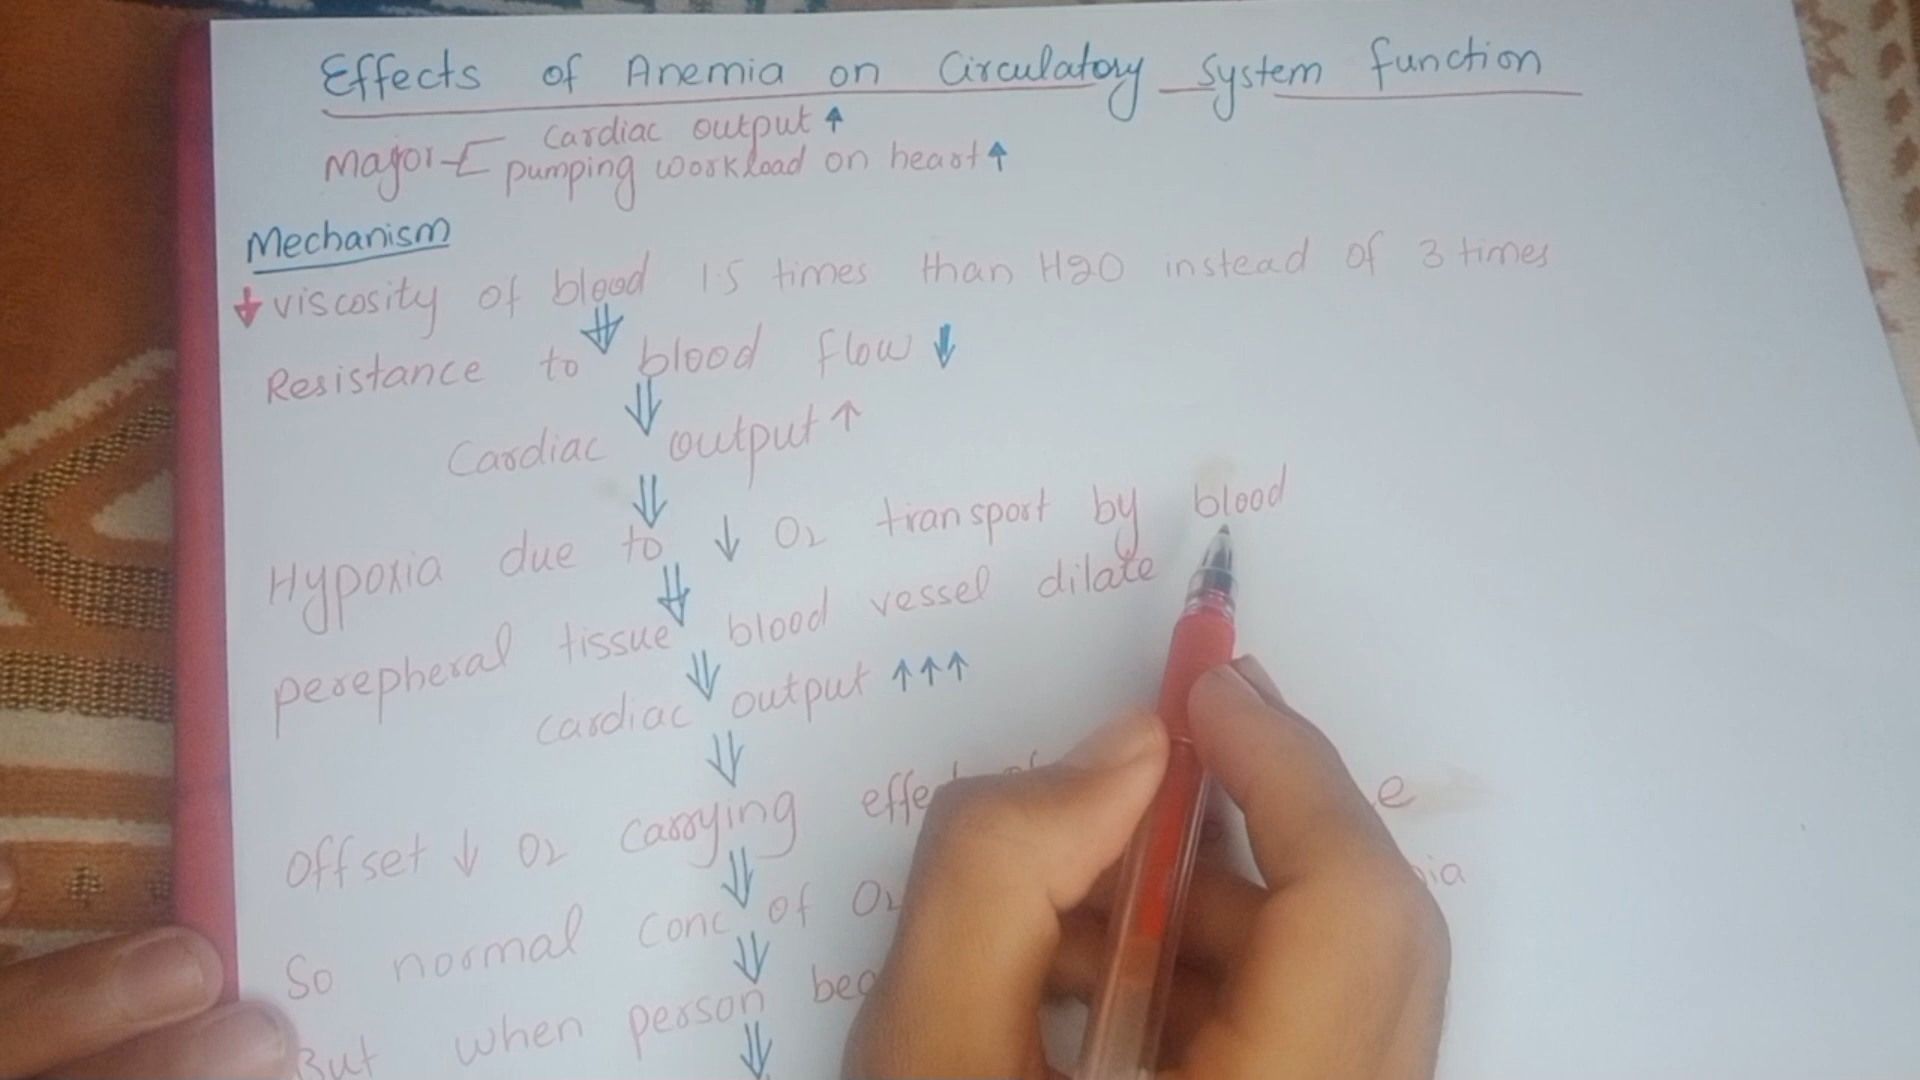 Effects of Anemia on Circulatory System function
Cardiac output ↑
Major
pumping workload on heart ↑
Mechanism
↓ viscosity of blood 1.5 times than H2O instead of 3 times
Resistance to blood flow ↓
Cardiac output ↑
Hypoxia due to ↓ O2 transport by blood
perepheral tissue blood vessel dilate
cardiac output ↑↑↑
Offset ↓ O2 carrying
So normal conc of O2
But when person